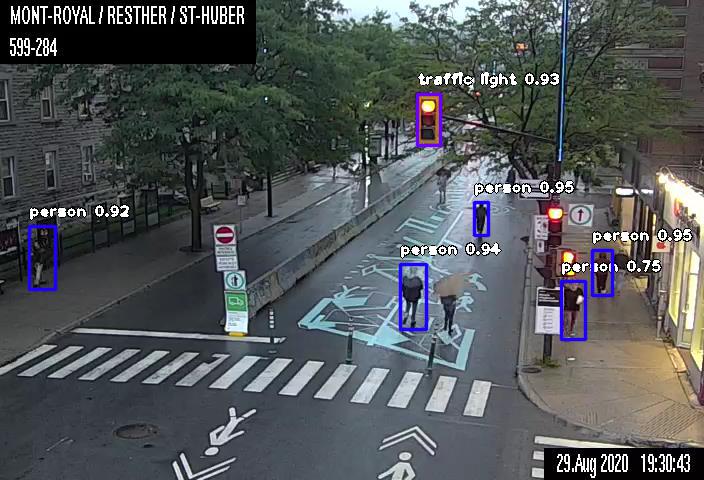 MONT-ROYAL / RESTHER / ST-HUBER
599-284
traffic light 0.93
person 0.95
person 0.92
person 0.95
person 0.94
person 0.75
29.Aug 2020 19:30:43